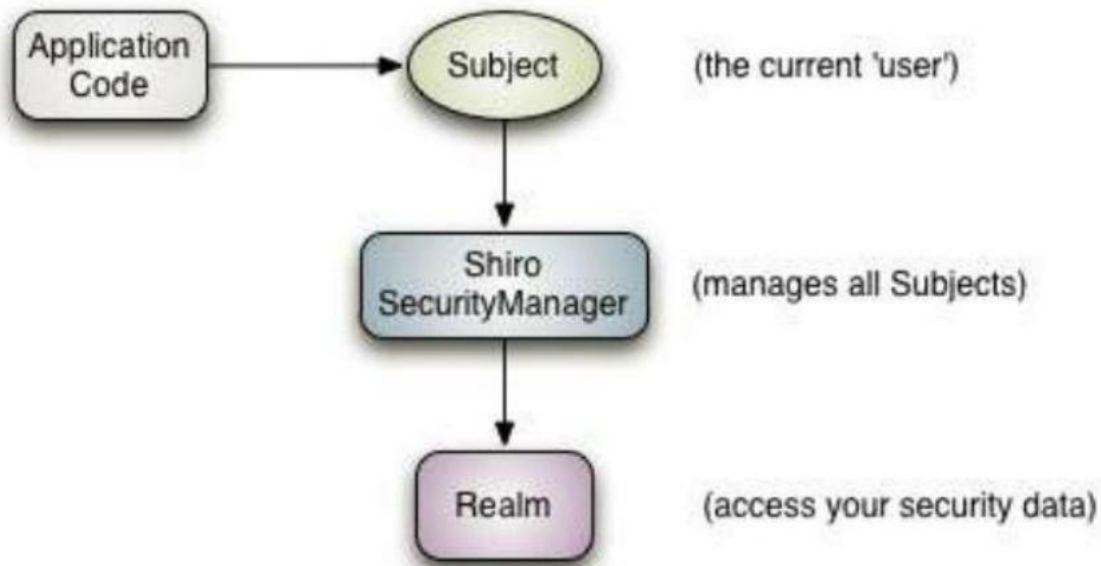 Application
Code
Subject
(the current 'user')
Shiro
SecurityManager
(manages all Subjects)
Realm
(access your security data)